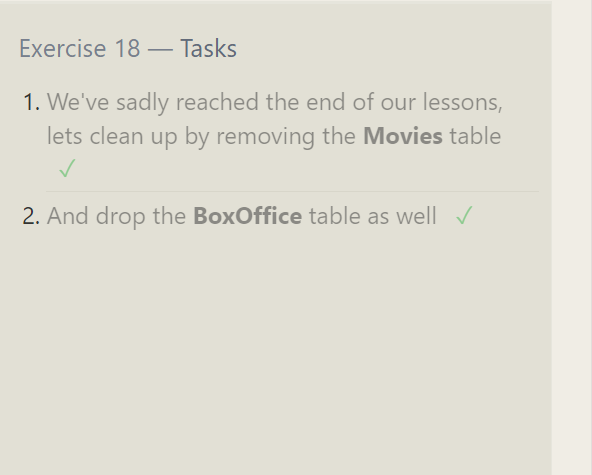 Exercise 18 — Tasks
1. We've sadly reached the end of our lessons,
lets clean up by removing the Movies table
✓
2. And drop the BoxOffice table as well ✓